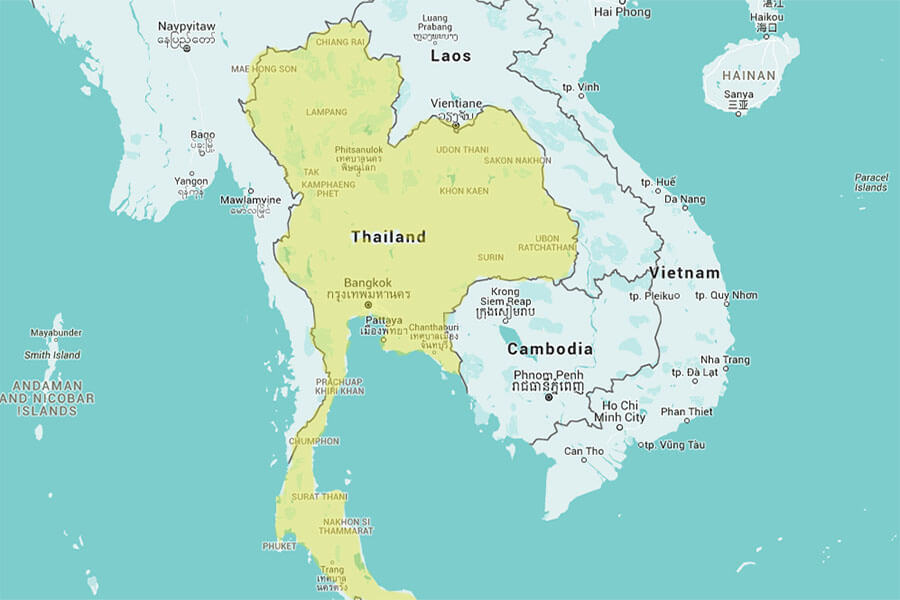 Hai Phong
湛江
Haikou
海口
HAINAN
Sanya
三亚
Naypyitaw
နေပြည်တော်
Luang
Prabang
ຫຼວງພະບາງ
Laos
CHIANG RAI
MAE HONG SON
tp. Vinh
LAMPANG
Vientiane
ວຽງຈັນ
Bago
ပဲခူးမြို့
Phitsanulok
เทศบาลนคร
พิษณุโลก
UDON THANI
SAKON NAKHON
TAK
KAMPHAENG
PHET
KHON KAEN
Yangon
ရန်ကုန်
Mawlamyine
မော်လမြိုင်
tp. Huế
Da Nang
Paracel
Islands
Thailand
UBON
RATCHATHANI
SURIN
Vietnam
Bangkok
กรุงเทพมหานคร
Krong
Siem Reap
ក្រុងសៀមរាប
tp. Pleiku
tp. Quy Nhơn
Pattaya
เมืองพัทยา
Chanthaburi
เทศบาลเมือง
จันทบุรี
Mayabunder
Smith Island
Cambodia
Nha Trang
tp. Đà Lạt
Phnom Penh
រាជធានីភ្នំពេញ
ANDAMAN
AND NICOBAR
ISLANDS
PRACHUAP
KHIRI KHAN
Ho Chi
Minh City
Phan Thiet
CHUMPHON
tp. Vũng Tàu
Can Tho
SURAT THANI
NAKHON SI
THAMMARAT
PHUKET
Trang
เทศบาล
นครตรัง